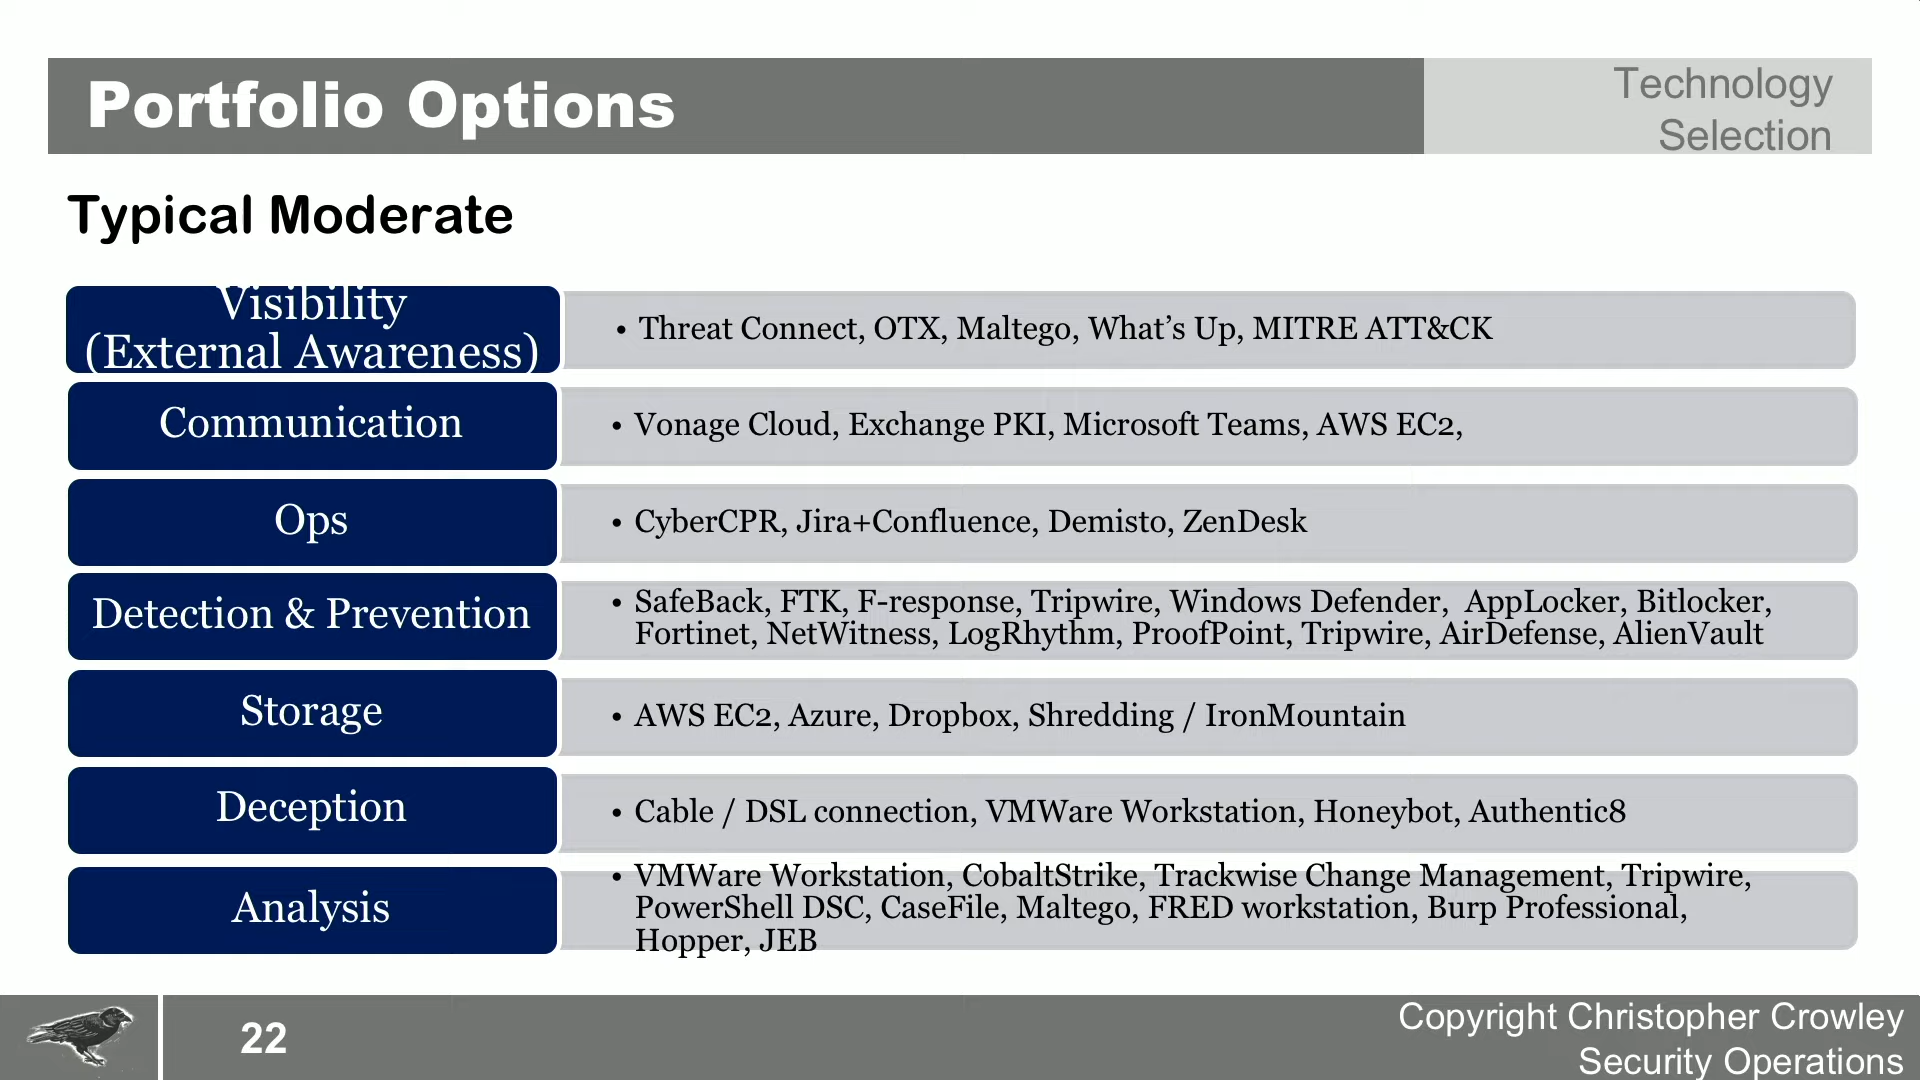 Portfolio Options
Technology
Selection
Typical Moderate
Visibility
(External Awareness)
• Threat Connect, OTX, Maltego, What’s Up, MITRE ATT&CK
Communication
• Vonage Cloud, Exchange PKI, Microsoft Teams, AWS EC2,
Ops
• CyberCPR, Jira+Confluence, Demisto, ZenDesk
Detection & Prevention
• SafeBack, FTK, F-response, Tripwire, Windows Defender,  AppLocker, Bitlocker,
Fortinet, NetWitness, LogRhythm, ProofPoint, Tripwire, AirDefense, AlienVault
Storage
• AWS EC2, Azure, Dropbox, Shredding / IronMountain
Deception
• Cable / DSL connection, VMWare Workstation, Honeybot, Authentic8
Analysis
• VMWare Workstation, CobaltStrike, Trackwise Change Management, Tripwire,
PowerShell DSC, CaseFile, Maltego, FRED workstation, Burp Professional,
Hopper, JEB
22
Copyright Christopher Crowley
Security Operations